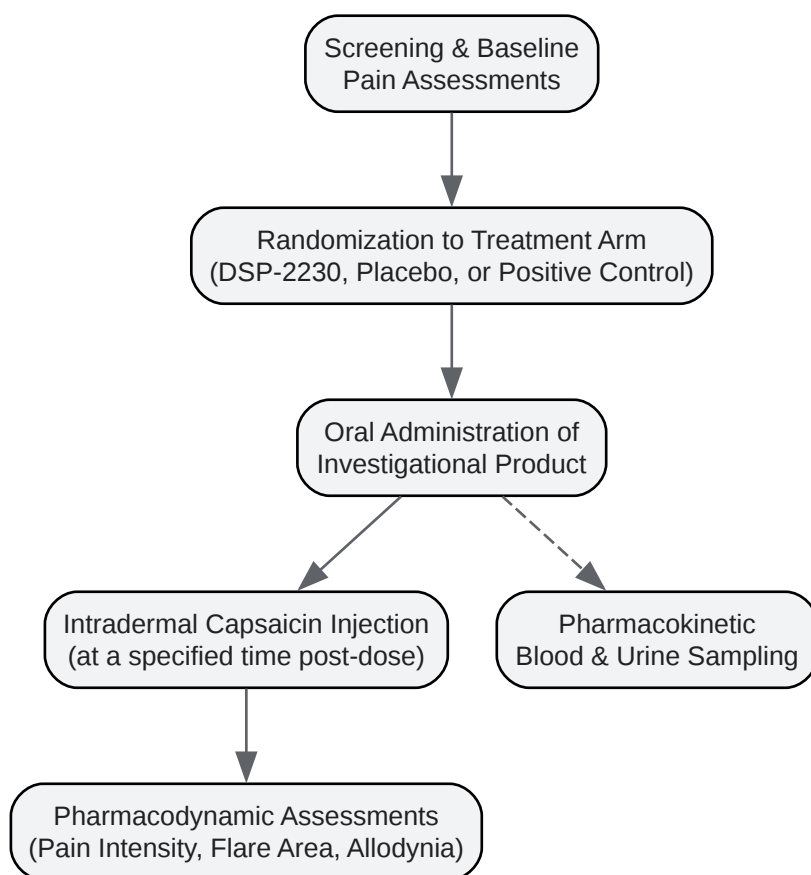 Screening & Baseline
Pain Assessments
Randomization to Treatment Arm
(DSP-2230, Placebo, or Positive Control)
Oral Administration of
Investigational Product
Intradermal Capsaicin Injection
(at a specified time post-dose)
Pharmacokinetic
Blood & Urine Sampling
Pharmacodynamic Assessments
(Pain Intensity, Flare Area, Allodynia)